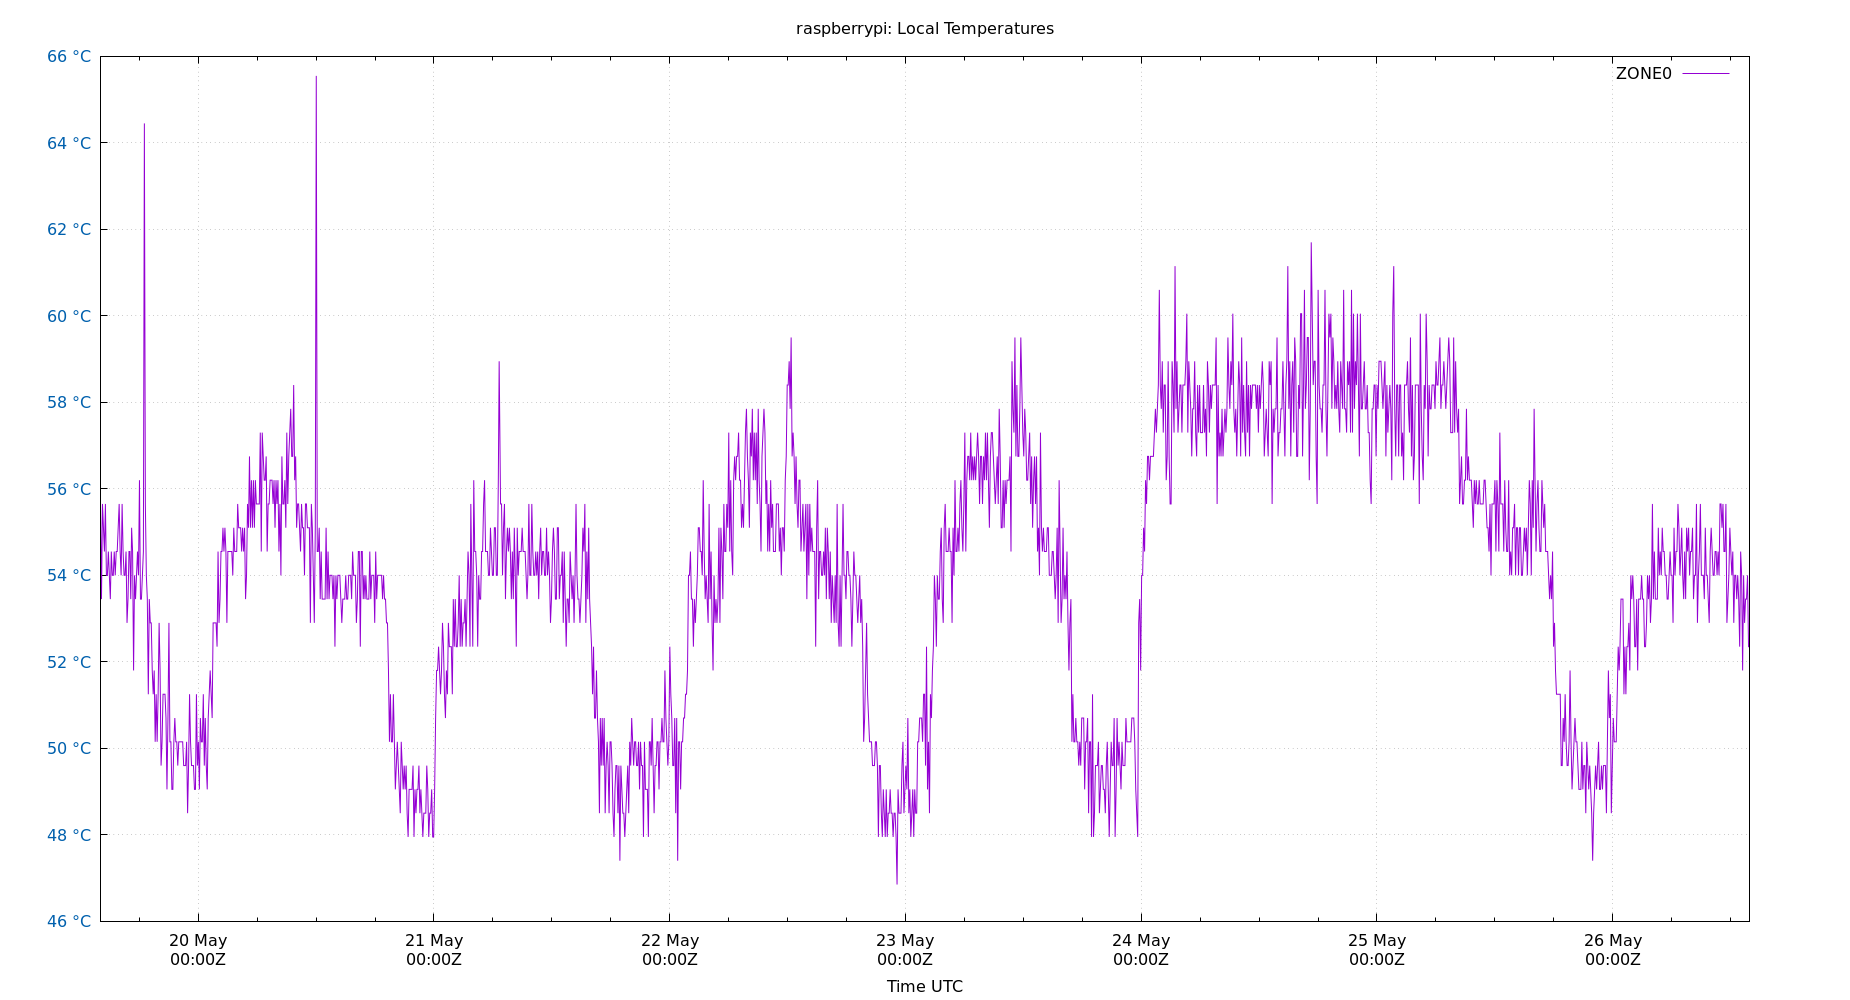 raspberrypi: Local Temperatures
66 °C
ZONE0
64 °C
62 °C
60 °C
58 °C
56 °C
54 °C
52 °C
50 °C
48 °C
46 °C
20 May 21 May 22 May 23 May 24 May 25 May 26 May
00:00Z 00:00Z 00:00Z 00:00Z 00:00Z 00:00Z 00:00Z
Time UTC